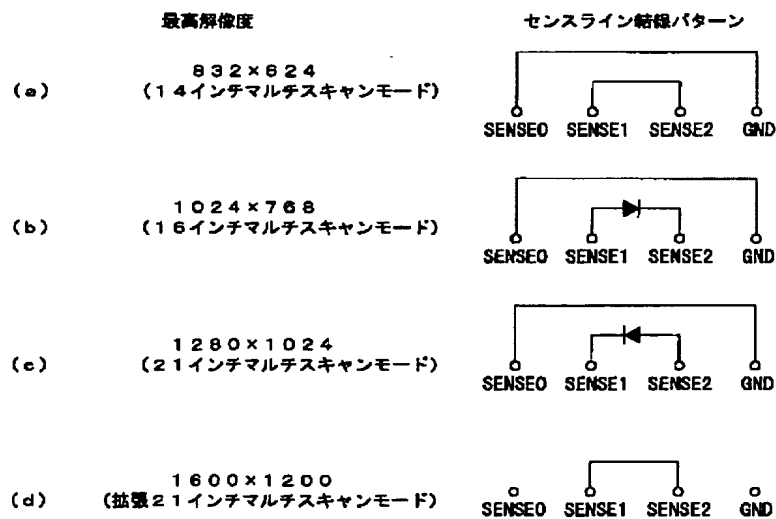 最高解像度 センスライン結線パターン
832×624
(a) (14インチマルチスキャンモード)
SENSE0 SENSE1 SENSE2 GND
1024×768
(b) (16インチマルチスキャンモード)
SENSE0 SENSE1 SENSE2 GND
1280×1024
(c) (21インチマルチスキャンモード)
SENSE0 SENSE1 SENSE2 GND
1600×1200
(d) (拡張21インチマルチスキャンモード)
SENSE0 SENSE1 SENSE2 GND